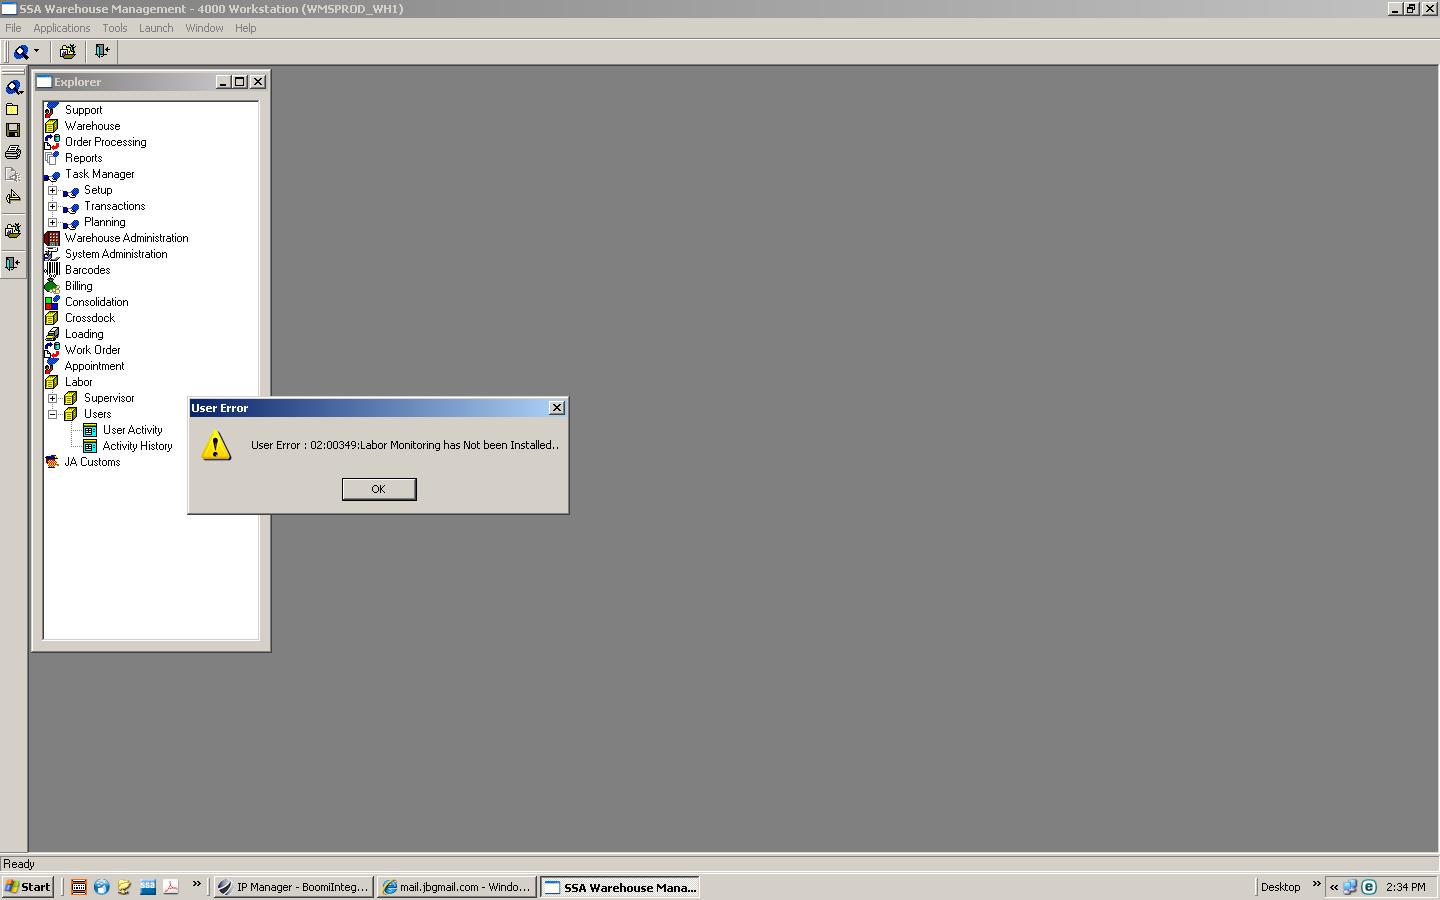 SSA Warehouse Management - 4000 Workstation (WMSPROD_WH1)
File Applications Tools Launch Window Help
Explorer
Support
Warehouse
Order Processing
Reports
Task Manager
Setup
Transactions
Planning
Warehouse Administration
System Administration
Barcodes
Billing
Consolidation
Crossdock
Loading
Work Order
Appointment
Labor
Supervisor
Users
User Activity
Activity History
JA Customs
User Error
User Error : 02:00349:Labor Monitoring has Not been Installed..
OK
Ready
Start SSA » IP Manager - BoomiInteg... mail.jbgmail.com - Windo... SSA Warehouse Mana... Desktop » « 2:34 PM